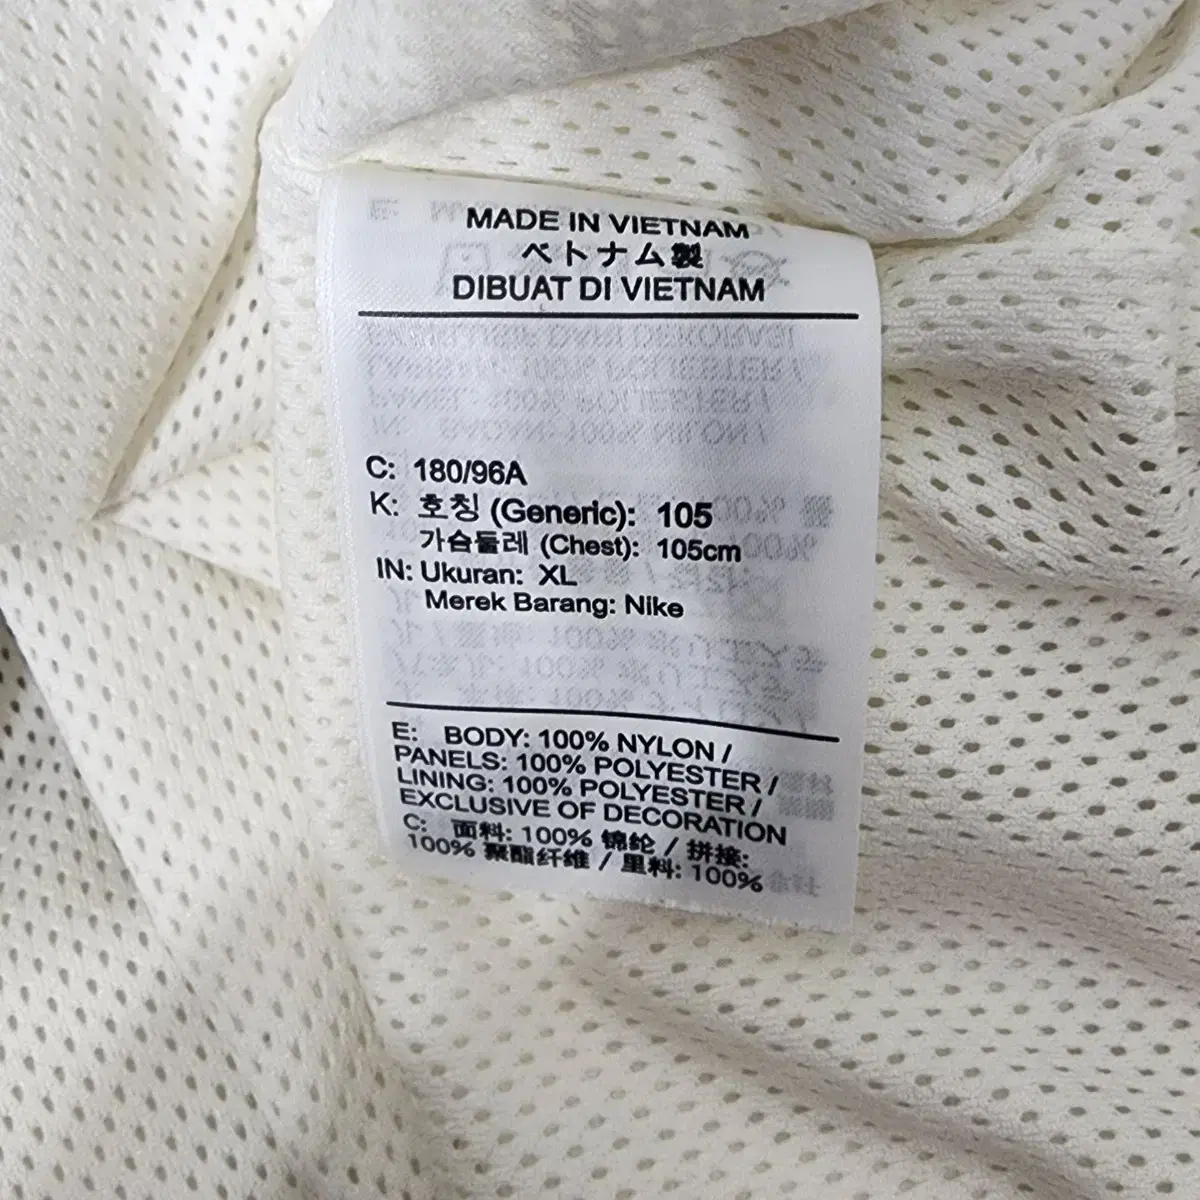 MADE IN VIETNAM
ベトナム製
DIBUAT DI VIETNAM
C: 180/96A
K: 호칭 (Generic): 105
가슴둘레 (Chest): 105cm
IN: Ukuran: XL
Merek Barang: Nike
E: BODY: 100% NYLON /
PANELS: 100% POLYESTER /
LINING: 100% POLYESTER /
EXCLUSIVE OF DECORATION
C: 面料: 100% 锦纶 / 拼接:
100% 聚酯纤维 / 里料: 100%